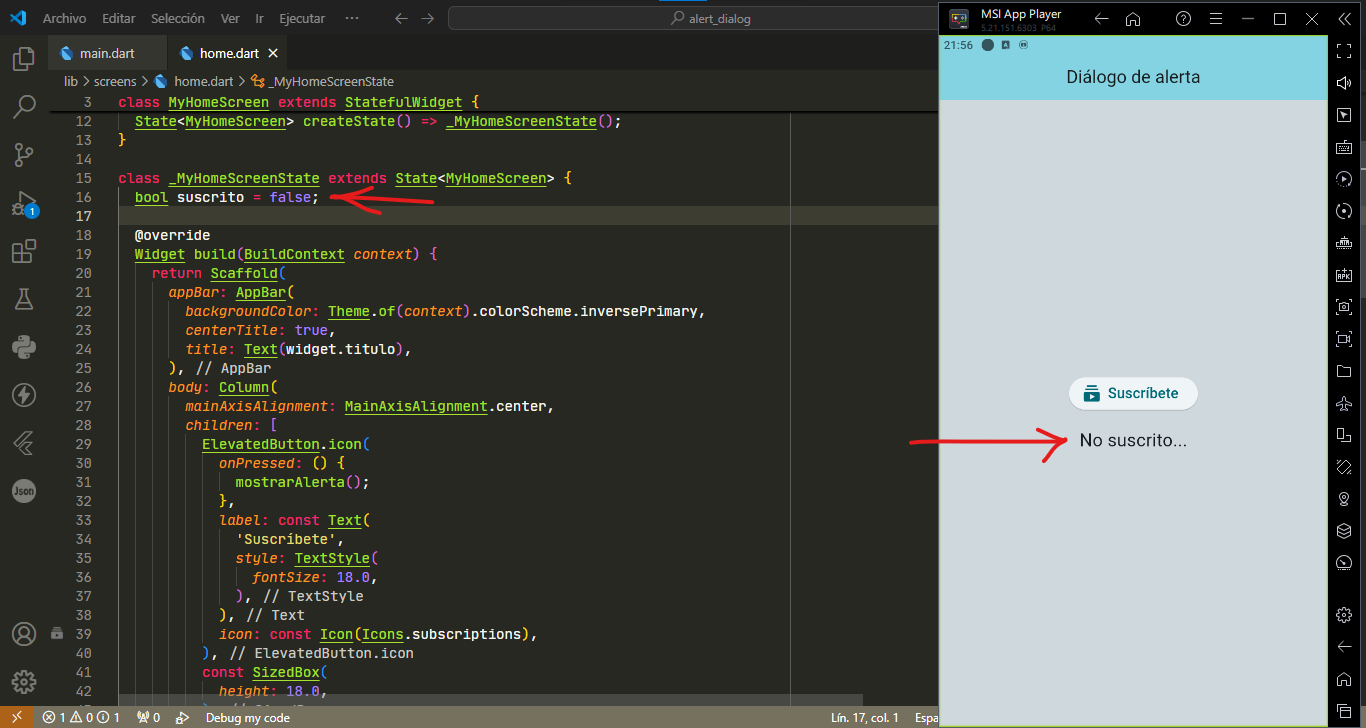 Archivo Editar Selección Ver Ir Ejecutar ··· alert_dialog
main.dart home.dart
lib > screens > home.dart > _MyHomeScreenState
3 class MyHomeScreen extends StatefulWidget {
12 State<MyHomeScreen> createState() => _MyHomeScreenState();
13 }
14
15 class _MyHomeScreenState extends State<MyHomeScreen> {
16 bool suscrito = false;
17
18 @override
19 Widget build(BuildContext context) {
20 return Scaffold(
21 appBar: AppBar(
22 backgroundColor: Theme.of(context).colorScheme.inversePrimary,
23 centerTitle: true,
24 title: Text(widget.titulo),
25 ), // AppBar
26 body: Column(
27 mainAxisAlignment: MainAxisAlignment.center,
28 children: [
29 ElevatedButton.icon(
30 onPressed: () {
31 mostrarAlerta();
32 },
33 label: const Text(
34 'Suscríbete',
35 style: TextStyle(
36 fontSize: 18.0,
37 ), // TextStyle
38 ), // Text
39 icon: const Icon(Icons.subscriptions),
40 ), // ElevatedButton.icon
41 const SizedBox(
42 height: 18.0,
1
Json
1 0 1 0 Debug my code Lín. 17, col. 1 Espa
MSI App Player
5.21.151.6303 P64
21:56
Diálogo de alerta
Suscríbete
No suscrito...
APK